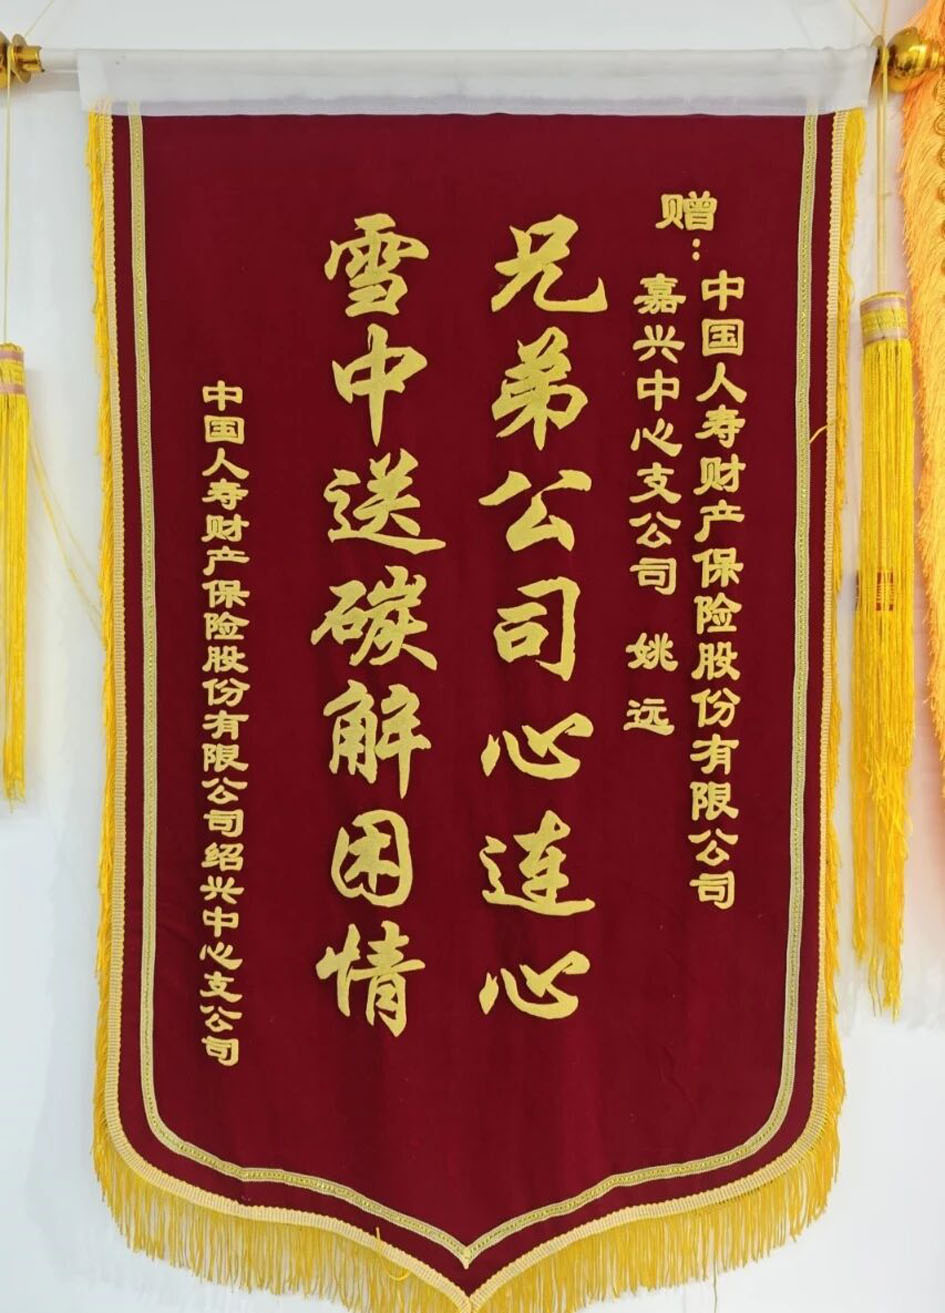 赠：
中国人寿财产保险股份有限公司
嘉兴中心支公司 姚远
兄弟公司心连心
雪中送碳解困情
中国人寿财产保险股份有限公司绍兴中心支公司